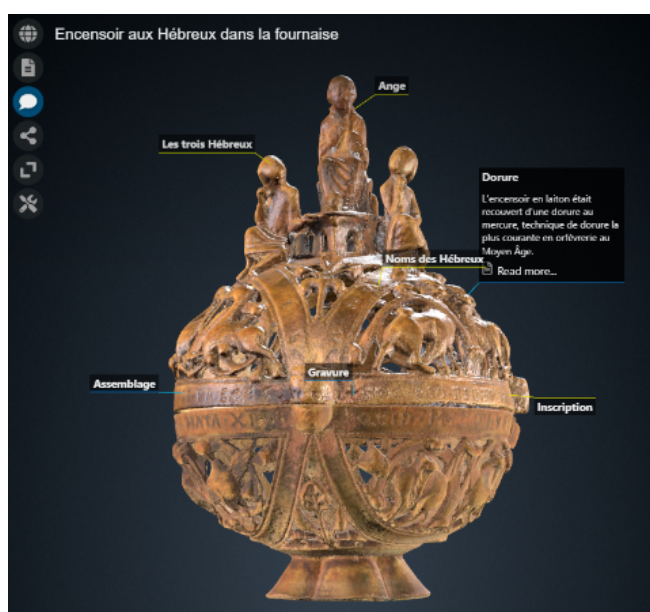 Encensoir aux Hébreux dans la fournaise
Ange
Les trois Hébreux
Dorure
L'encensoir en laiton était
recouvert d'une dorure au
mercure, technique de dorure la
plus courante en orfèvrerie au
Moyen Âge.
Read more...
Noms des Hébreux
Gravure
Assemblage
Inscription